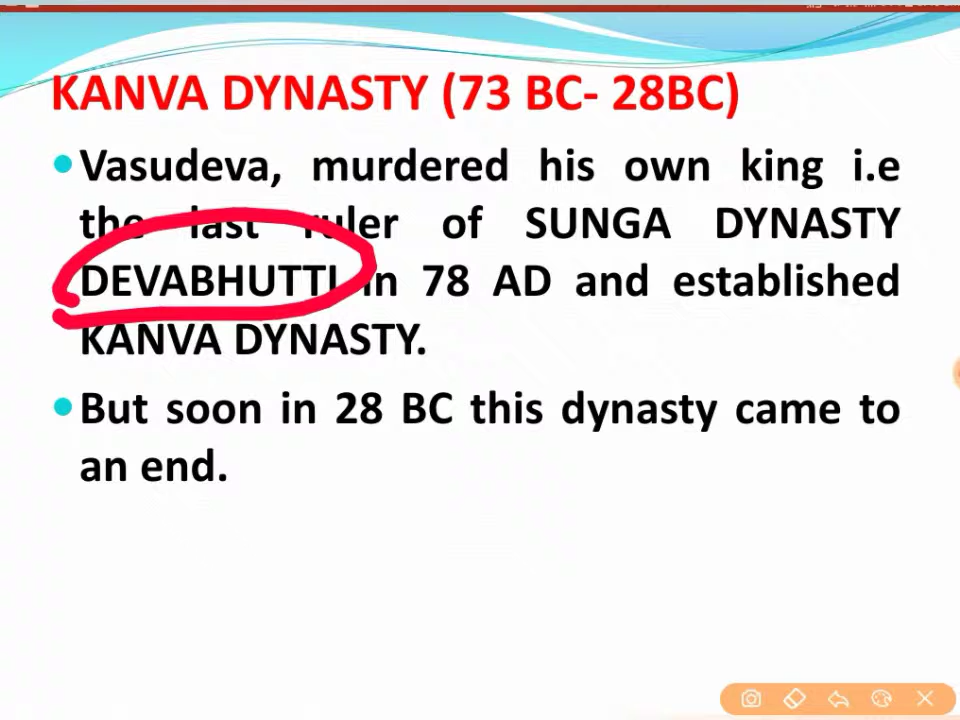 KANVA DYNASTY (73 BC- 28BC)
Vasudeva, murdered his own king i.e
the last ruler of SUNGA DYNASTY
DEVABHUTTI in 78 AD and established
KANVA DYNASTY.
But soon in 28 BC this dynasty came to
an end.